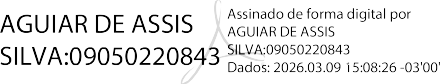 AGUIAR DE ASSIS
SILVA:09050220843
Assinado de forma digital por
AGUIAR DE ASSIS
SILVA:09050220843
Dados: 2026.03.09 15:08:26 -03'00'